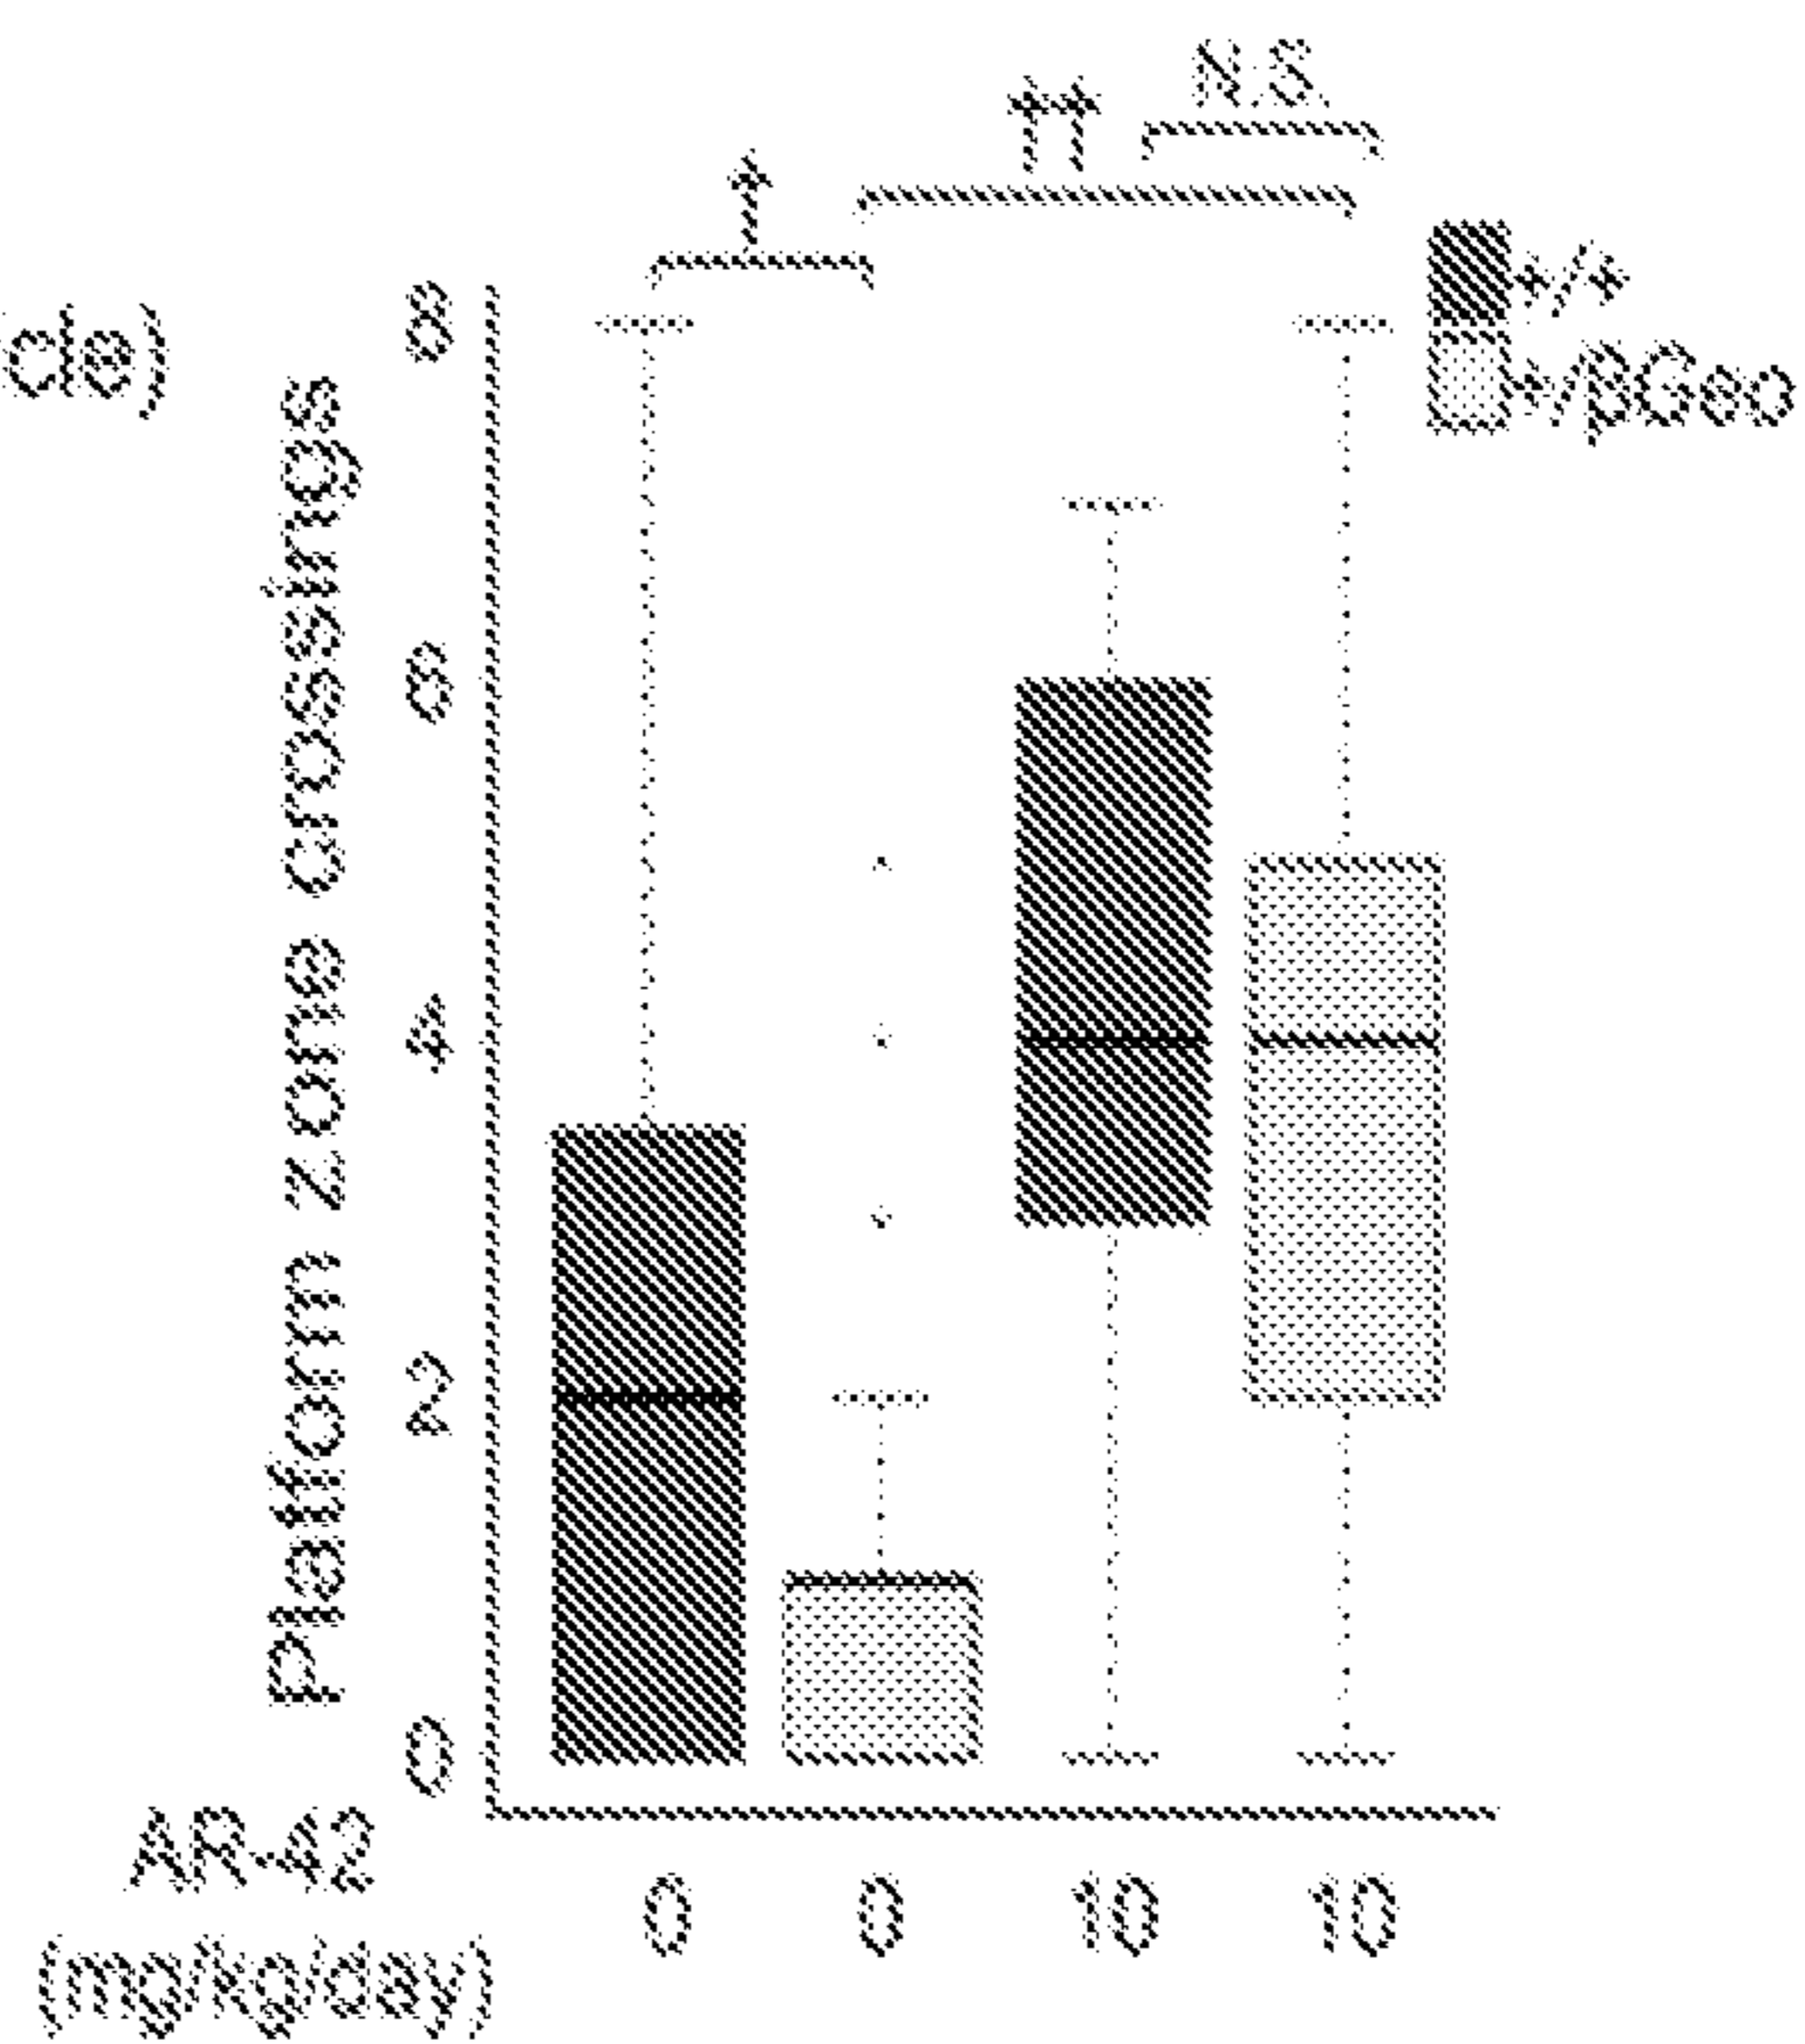 N.S.
††
†
+/+
+/βGeo
cle)
Platform zone crossings
8
6
4
2
0
AR-42
(mg/kg/day)
0 0 10 10